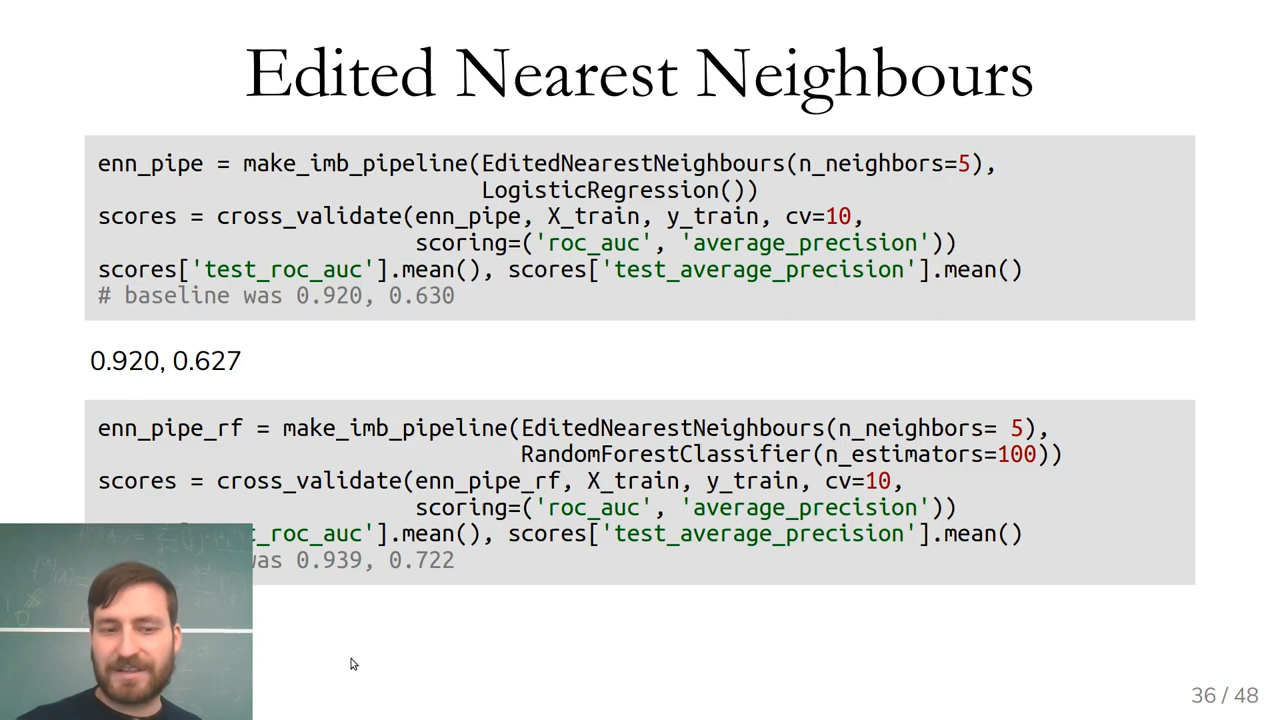 Edited Nearest Neighbours
enn_pipe = make_imb_pipeline(EditedNearestNeighbours(n_neighbors=5),
LogisticRegression())
scores = cross_validate(enn_pipe, X_train, y_train, cv=10,
scoring=('roc_auc', 'average_precision'))
scores['test_roc_auc'].mean(), scores['test_average_precision'].mean()
# baseline was 0.920, 0.630
0.920, 0.627
enn_pipe_rf = make_imb_pipeline(EditedNearestNeighbours(n_neighbors= 5),
RandomForestClassifier(n_estimators=100))
scores = cross_validate(enn_pipe_rf, X_train, y_train, cv=10,
scoring=('roc_auc', 'average_precision'))
t_roc_auc'].mean(), scores['test_average_precision'].mean()
was 0.939, 0.722
36 / 48